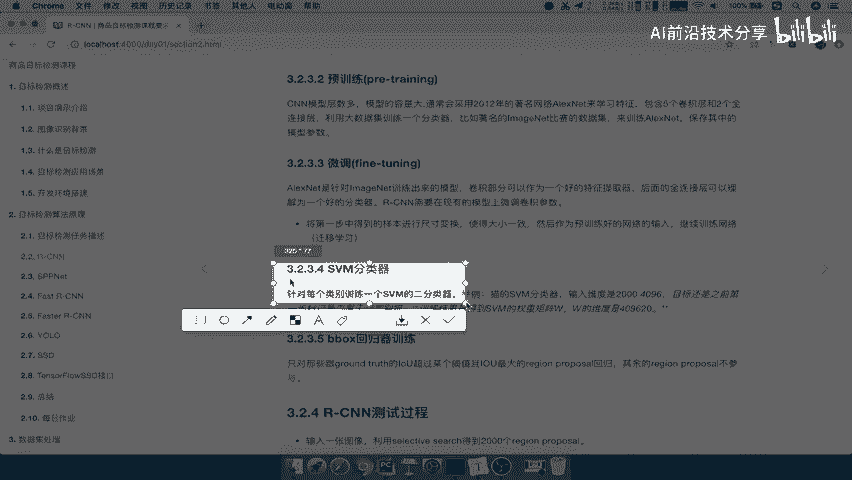 Chrome 文件 修改 视图 历史记录 书签 其他人 电动窗 帮助
100%
R-CNN | 商品目标检测课程
AI前沿技术分享 bilibili
localhost:4000/day01/section2.html
商品目标检测课程
1. 目标检测概述
1.1. 项目演示介绍
1.2. 图像识别背景
1.3. 什么是目标检测
1.4. 目标检测应用场景
1.5. 开发环境搭建
2. 目标检测算法原理
2.1. 目标检测任务描述
2.2. R-CNN
2.3. SPPNet
2.4. Fast R-CNN
2.5. Faster R-CNN
2.6. YOLO
2.7. SSD
2.8. TensorFlowSSD接口
2.9. 总结
2.10. 每日作业
3. 数据集处理
3.2.3.2 预训练(pre-training)
CNN模型层数多，模型的容量大,通常会采用2012年的著名网络AlexNet来学习特征，包含5个卷积层和2个全
连接层，利用大数据集训练一个分类器，比如著名的ImageNet比赛的数据集，来训练AlexNet，保存其中的
模型参数。
3.2.3.3 微调(fine-tuning)
AlexNet是针对ImageNet训练出来的模型，卷积部分可以作为一个好的特征提取器，后面的全连接层可以理
解为一个好的分类器。R-CNN需要在现有的模型上微调卷积参数。
将第一步中得到的样本进行尺寸变换，使得大小一致，然后作为预训练好的网络的输入，继续训练网络
（迁移学习）
3.2.3.4 SVM分类器
针对每个类别训练一个SVM的二分类器。举例：猫的SVM分类器，输入维度是2000 4096，目标还是之前第一
得到SVM的权重矩阵W，W的维度是409620。**
3.2.3.5 bbox回归器训练
只对那些跟ground truth的IoU超过某个阈值且IOU最大的region proposal回归，其余的region proposal不参
与。
3.2.4 R-CNN测试过程
输入一张图像，利用selective search得到2000个region proposal。